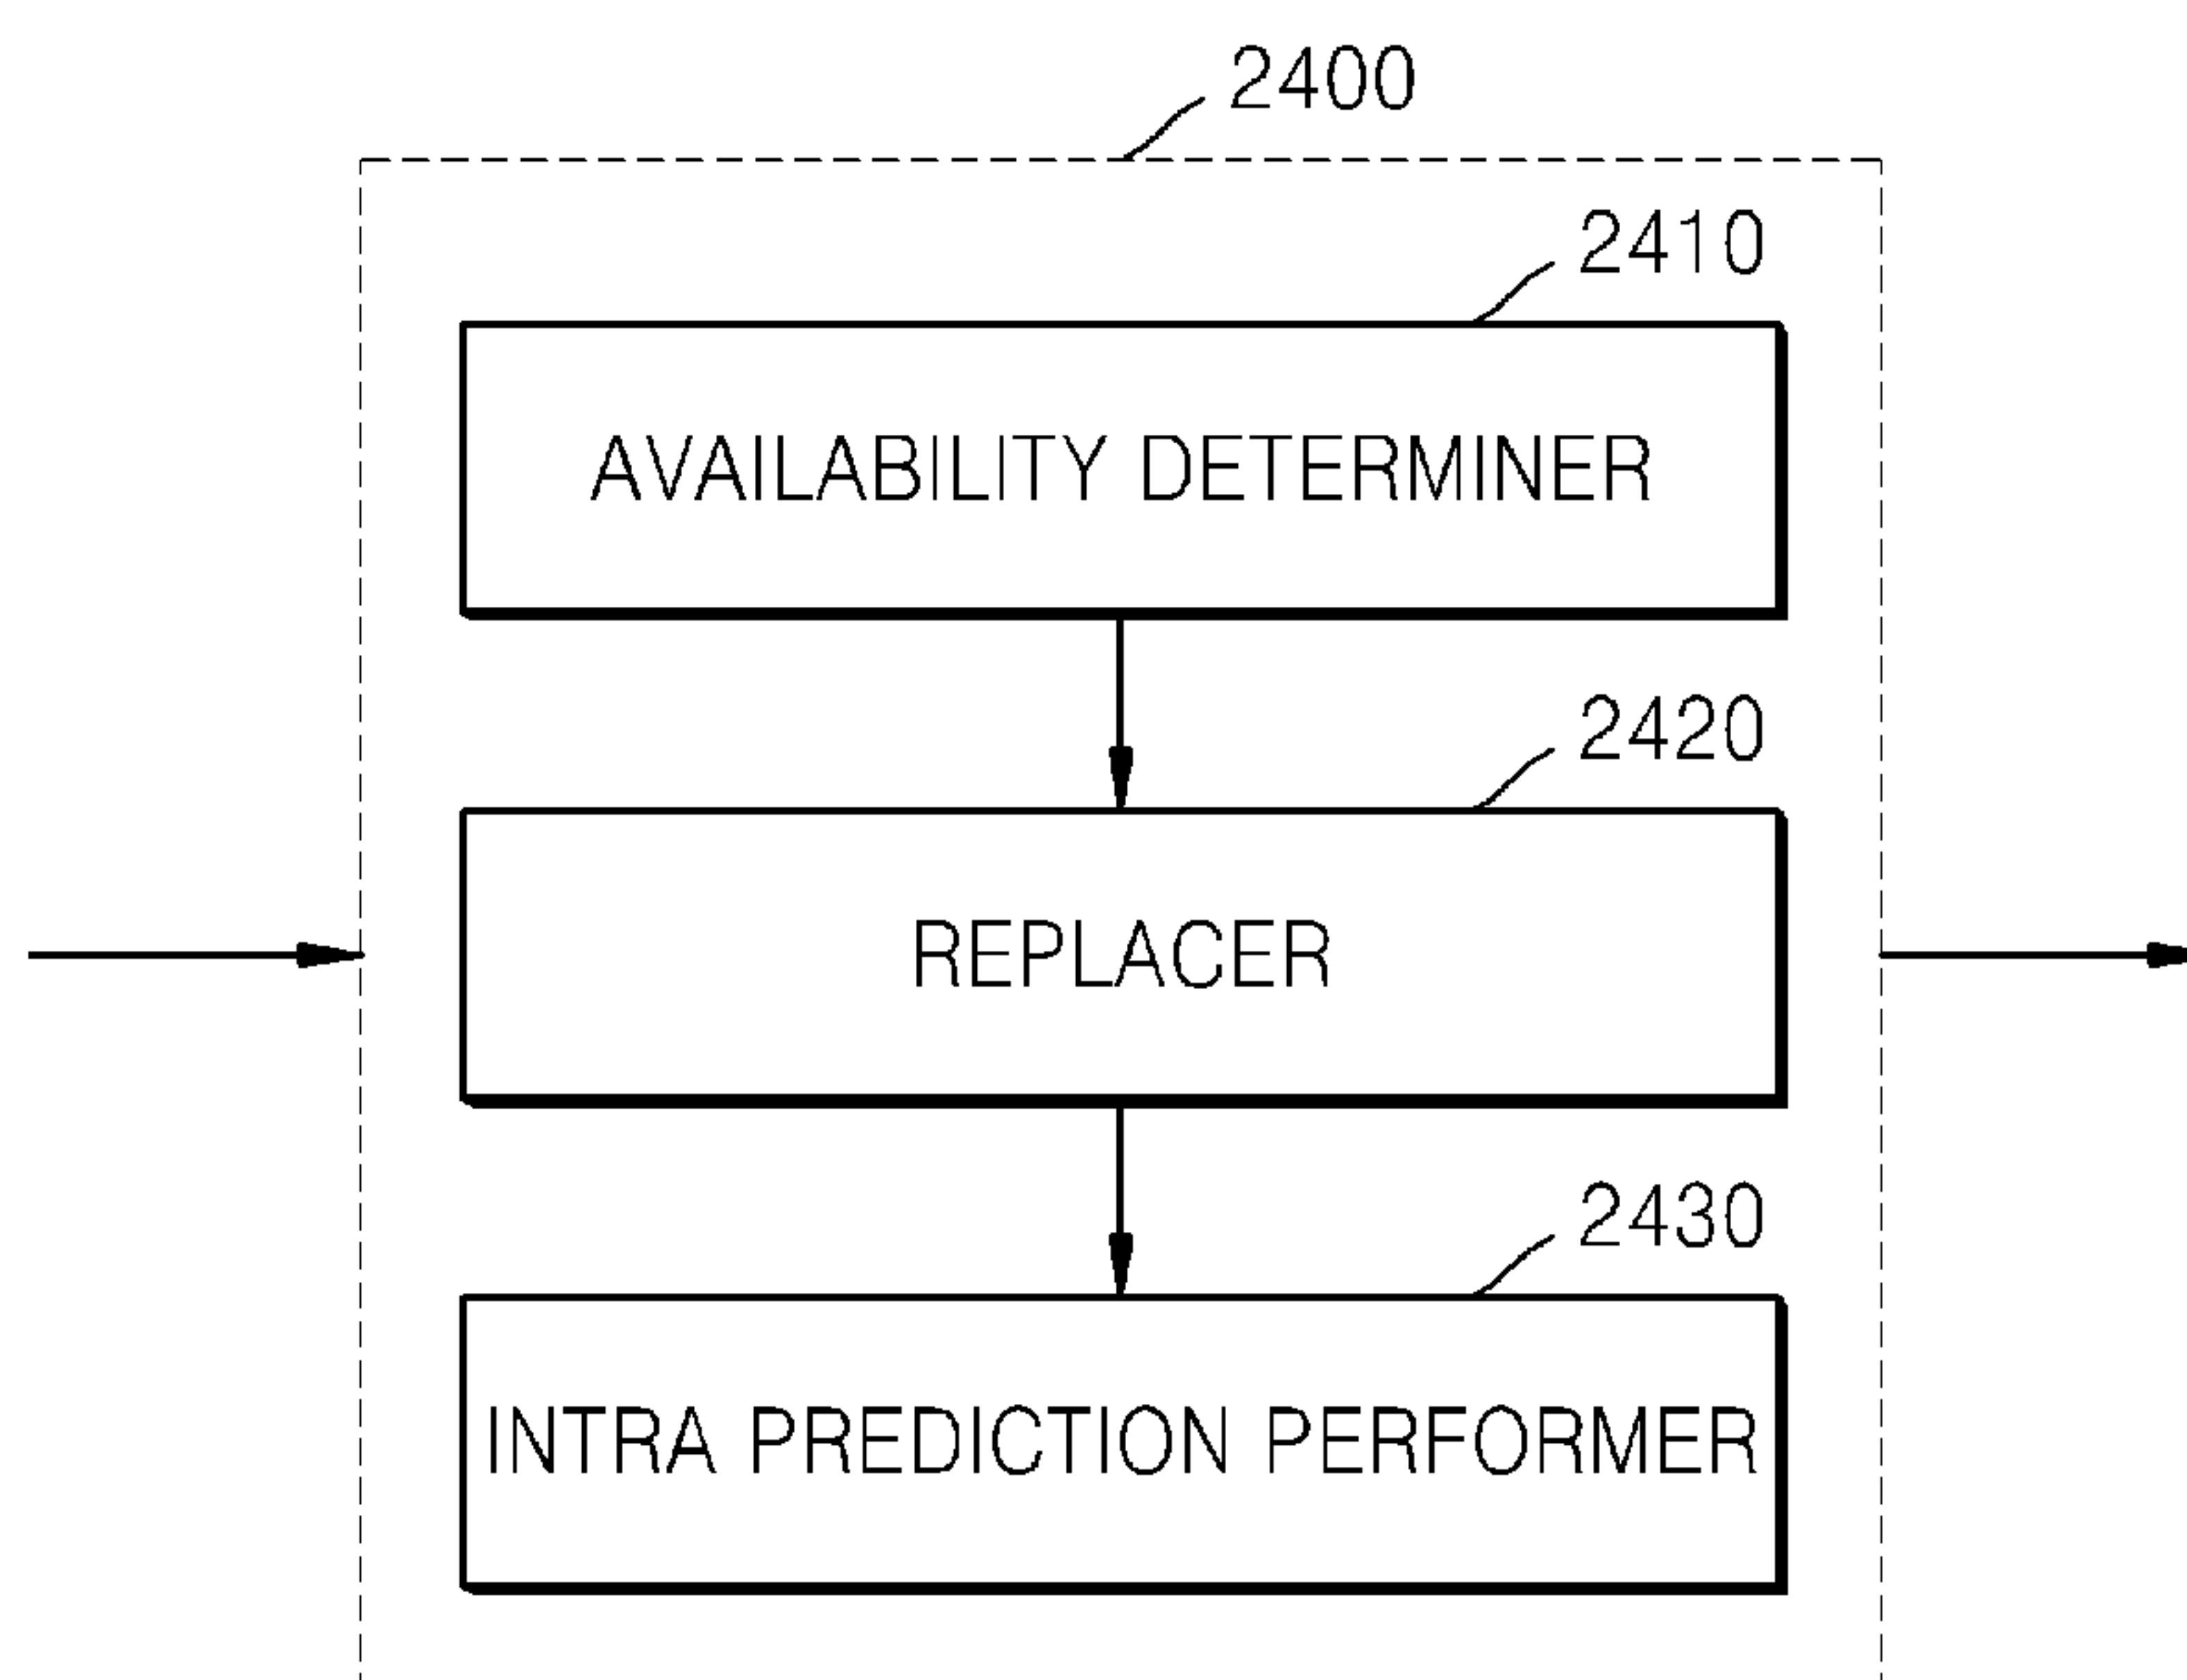 2400
2410
AVAILABILITY DETERMINER
2420
REPLACER
2430
INTRA PREDICTION PERFORMER